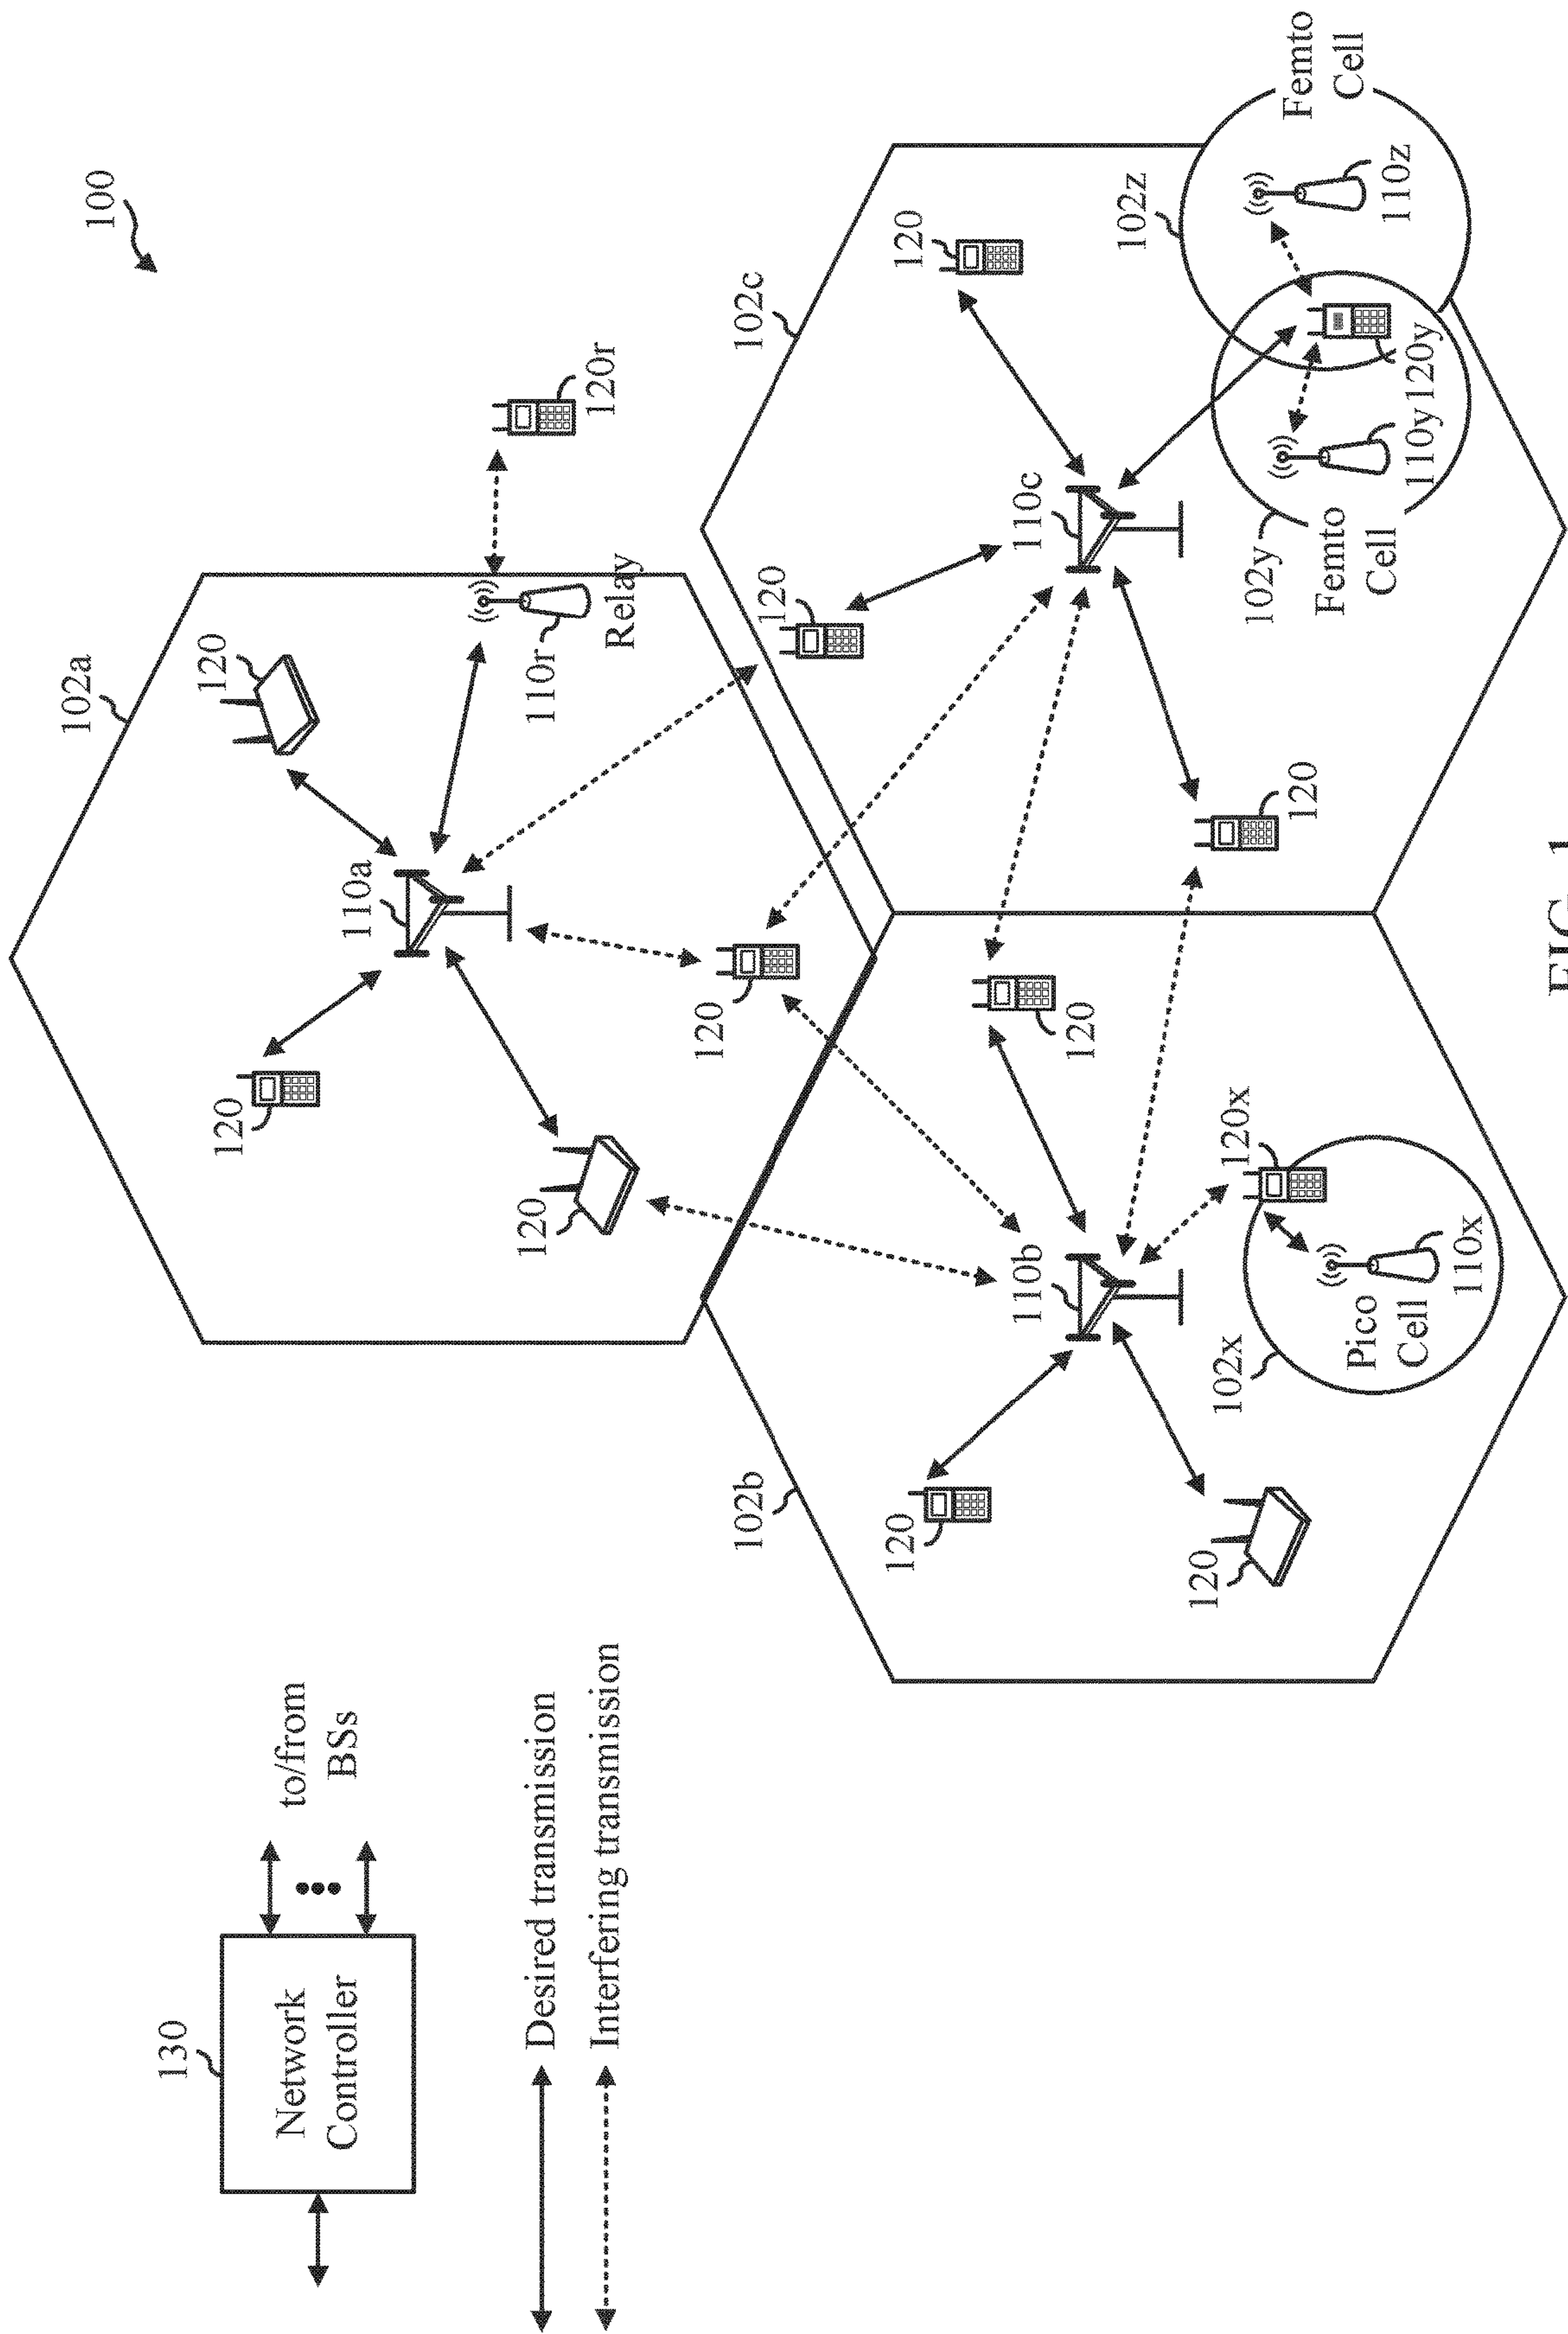 100
102a
130
120
120
Network
Controller
to/from
BSs
110a
Desired transmission
Interfering transmission
120
110r
Relay
120r
120
102b
102c
120
120
120
110b
110c
120
102z
120
102x
120x
102y
Femto
Cell
120
Femto
Cell
Pico
Cell
110z
110y
120y
110x
FIG. 1